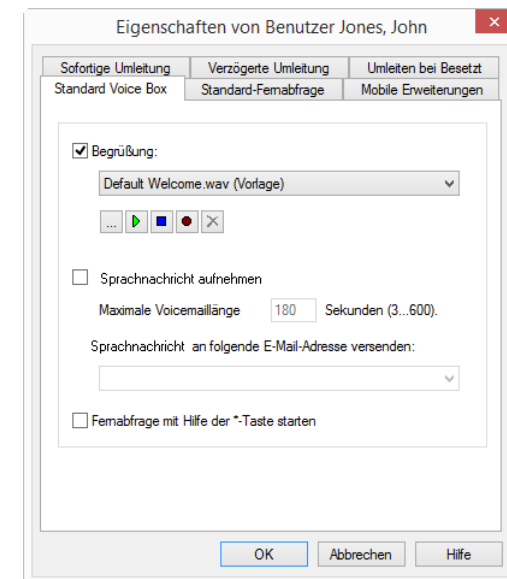 Eigenschaften von Benutzer Jones, John
Sofortige Umleitung Verzögerte Umleitung Umleiten bei Besetzt
Standard Voice Box Standard-Fernabfrage Mobile Erweiterungen
Begrüßung:
Default Welcome.wav (Vorlage)
...
Sprachnachricht aufnehmen
Maximale Voicemaillänge 180 Sekunden (3...600).
Sprachnachricht an folgende E-Mail-Adresse versenden:
Fernabfrage mit Hilfe der *-Taste starten
OK Abbrechen Hilfe